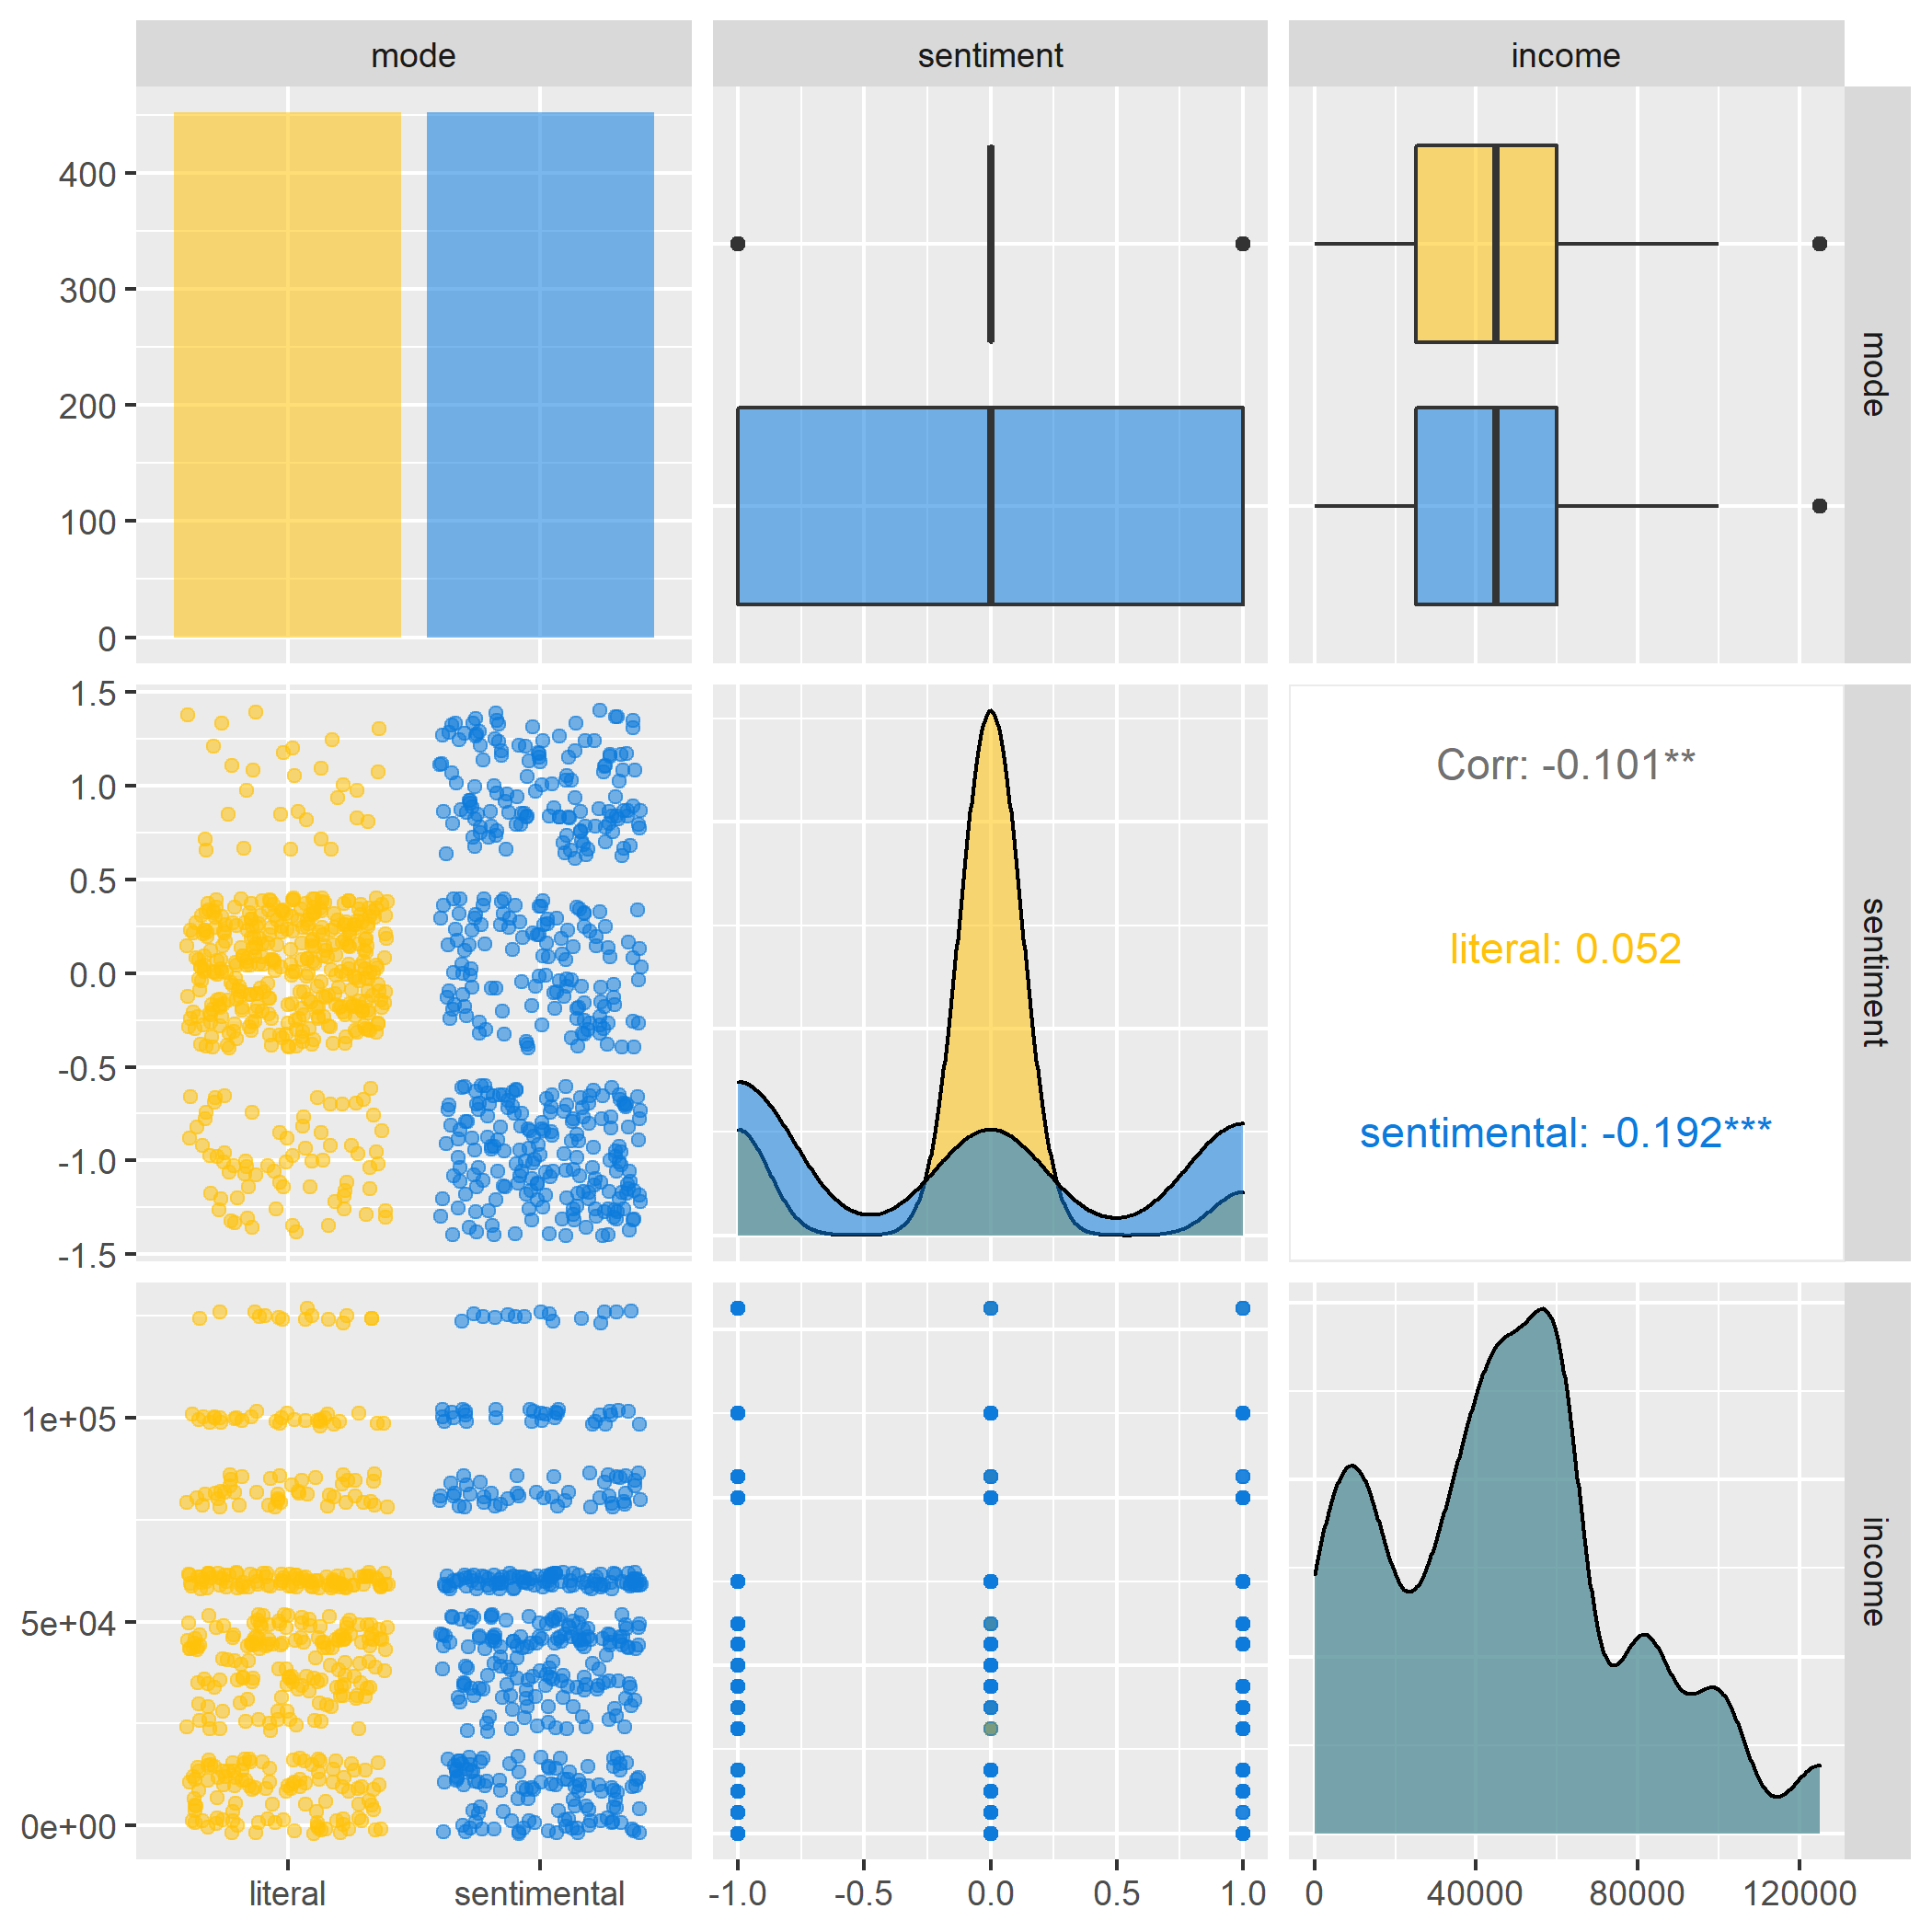 mode
sentiment
income
400
300
200
100
0
mode
1.5
1.0
0.5
0.0
-0.5
-1.0
-1.5
Corr: -0.101**
literal: 0.052
sentimental: -0.192***
sentiment
1e+05
5e+04
0e+00
income
literal
sentimental
-1.0
-0.5
0.0
0.5
1.0
0
40000
80000
120000